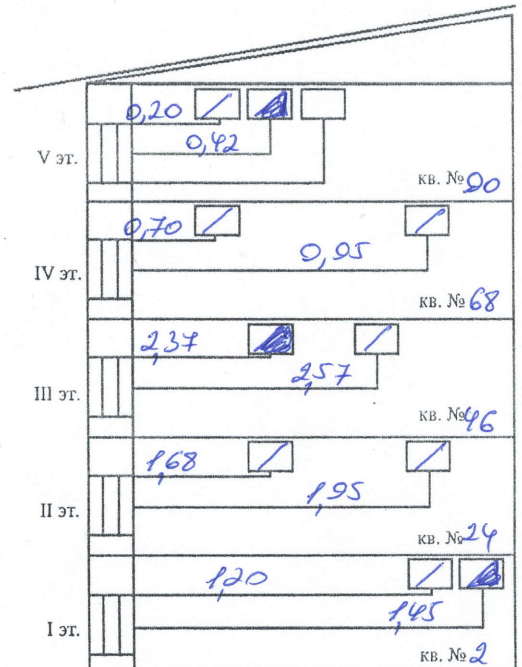 0,20
0,42
V эт.
кв. № 90
0,70
0,95
IV эт.
кв. № 68
2,37
2,57
III эт.
кв. № 46
1,68
1,95
II эт.
кв. № 24
1,20
1,45
I эт.
кв. № 2